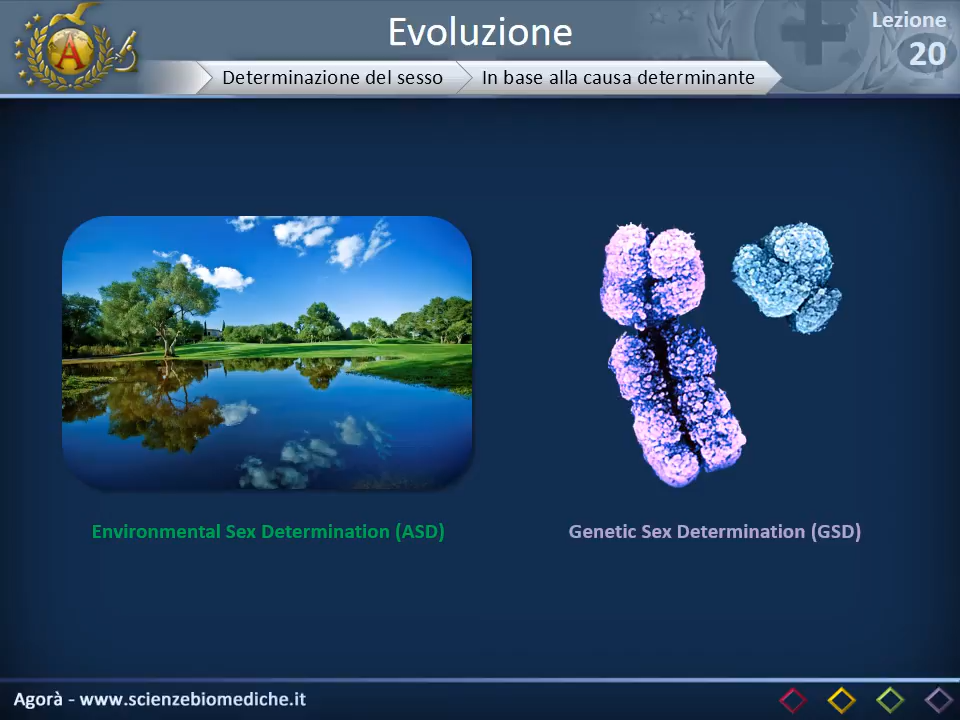 Evoluzione
Lezione
20
A
Determinazione del sesso
In base alla causa determinante
Environmental Sex Determination (ASD)
Genetic Sex Determination (GSD)
Agorà - www.scienzebiomediche.it